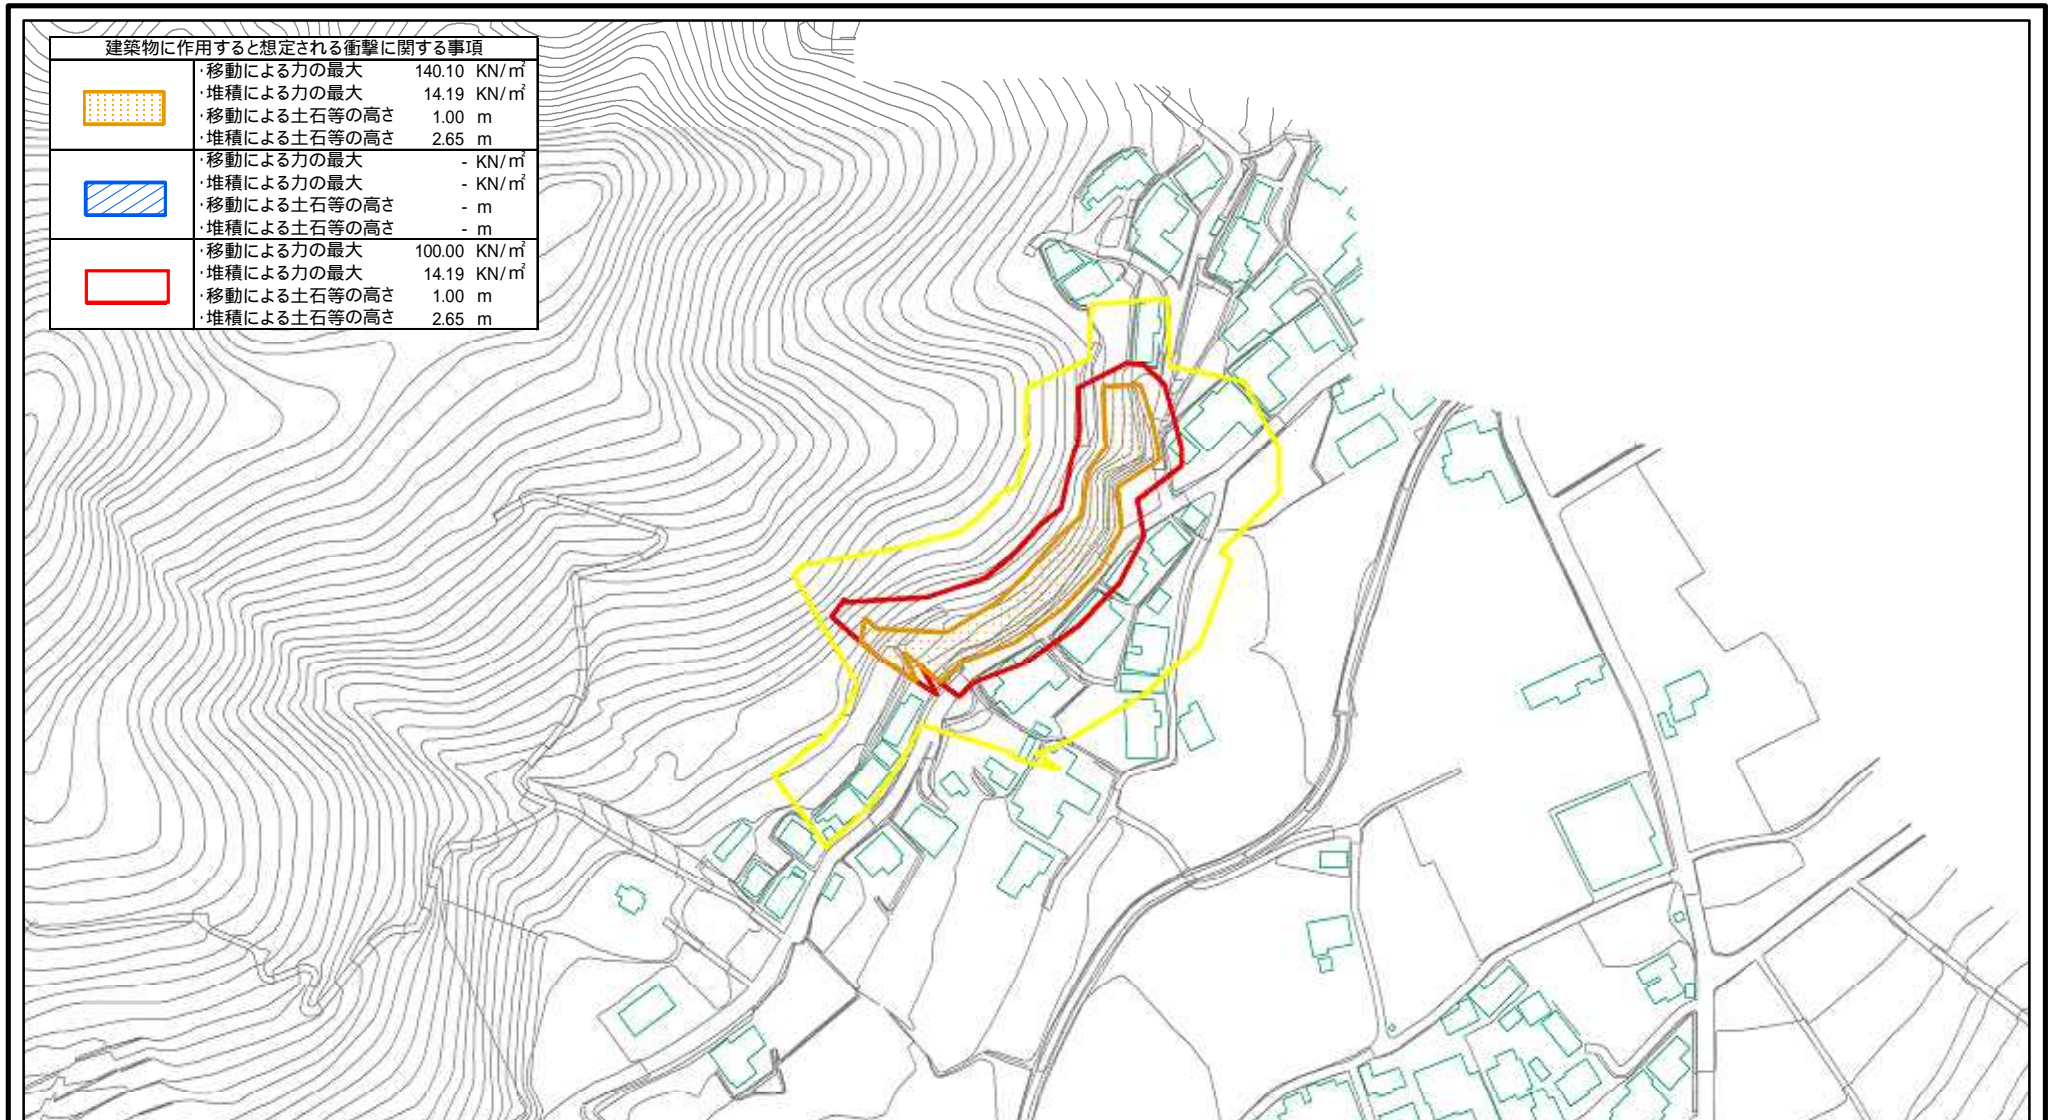 建築物に作用すると想定される衝撃に関する事項
･移動による力の最大 140.10 KN/㎡
･堆積による力の最大 14.19 KN/㎡
･移動による土石等の高さ 1.00 m
･堆積による土石等の高さ 2.65 m
･移動による力の最大 - KN/㎡
･堆積による力の最大 - KN/㎡
･移動による土石等の高さ - m
･堆積による土石等の高さ - m
･移動による力の最大 100.00 KN/㎡
･堆積による力の最大 14.19 KN/㎡
･移動による土石等の高さ 1.00 m
･堆積による土石等の高さ 2.65 m